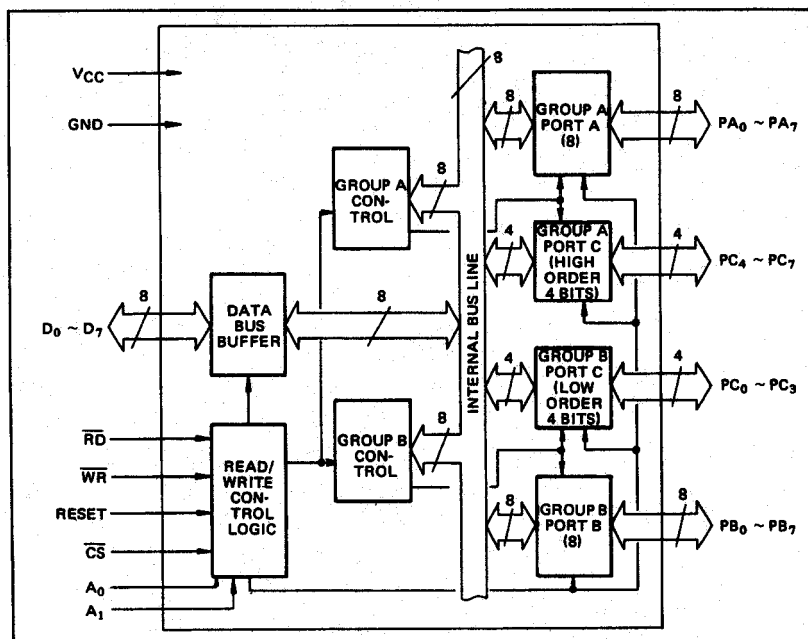 VCC
GND
D0 ~ D7
RD
WR
RESET
CS
A0
A1
8
DATA
BUS
BUFFER
READ/
WRITE
CONTROL
LOGIC
GROUP A
CON-
TROL
8
8
GROUP B
CON-
TROL
8
INTERNAL BUS LINE
8
8
GROUP A
PORT A
(8)
8
PA0 ~ PA7
4
GROUP A
PORT C
(HIGH
ORDER
4 BITS)
4
PC4 ~ PC7
4
GROUP B
PORT C
(LOW
ORDER
4 BITS)
4
PC0 ~ PC3
8
GROUP B
PORT B
(8)
8
PB0 ~ PB7